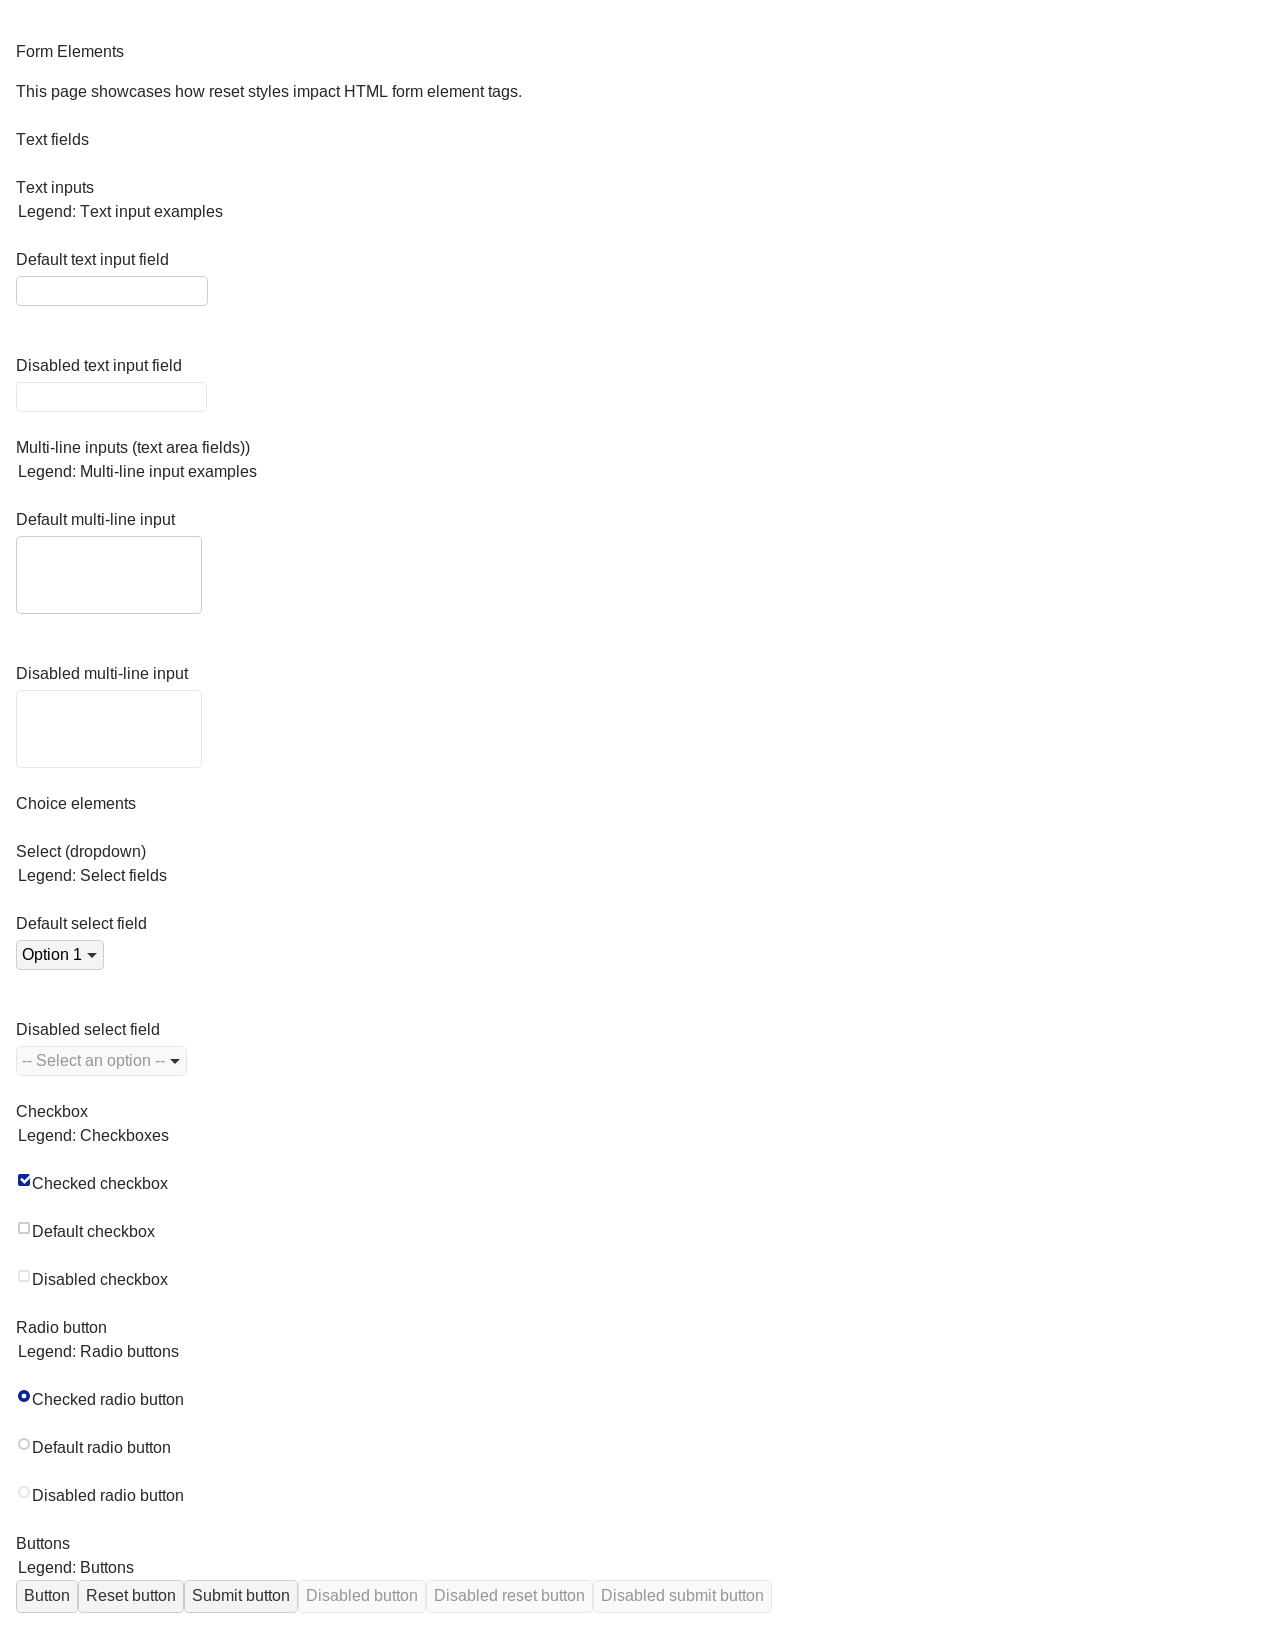 Form Elements
This page showcases how reset styles impact HTML form element tags.
Text fields
Text inputs
Legend: Text input examples
Default text input field
Disabled text input field
Multi-line inputs (text area fields))
Legend: Multi-line input examples
Default multi-line input
Disabled multi-line input
Choice elements
Select (dropdown)
Legend: Select fields
Default select field
Option 1
Disabled select field
-- Select an option --
Checkbox
Legend: Checkboxes
Checked checkbox
Default checkbox
Disabled checkbox
Radio button
Legend: Radio buttons
Checked radio button
Default radio button
Disabled radio button
Buttons
Legend: Buttons
Button Reset button Submit button Disabled button Disabled reset button Disabled submit button